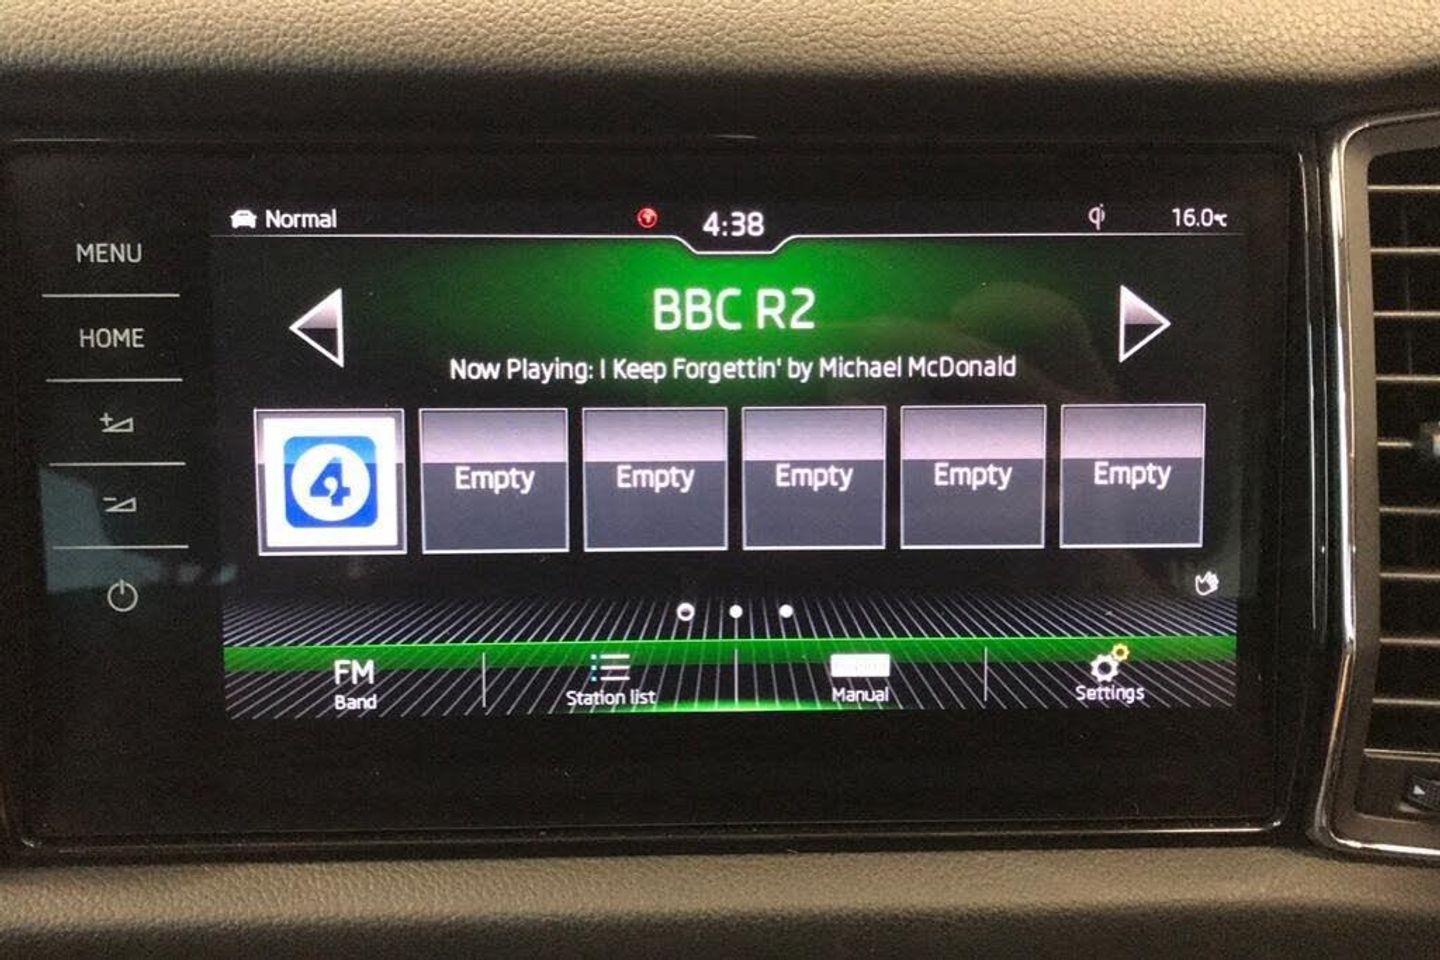 Normal
4:38
16.0°C
MENU
HOME
BBC R2
Now Playing: I Keep Forgettin' by Michael McDonald
4
Empty
Empty
Empty
Empty
Empty
FM
Band
Station list
Manual
Settings